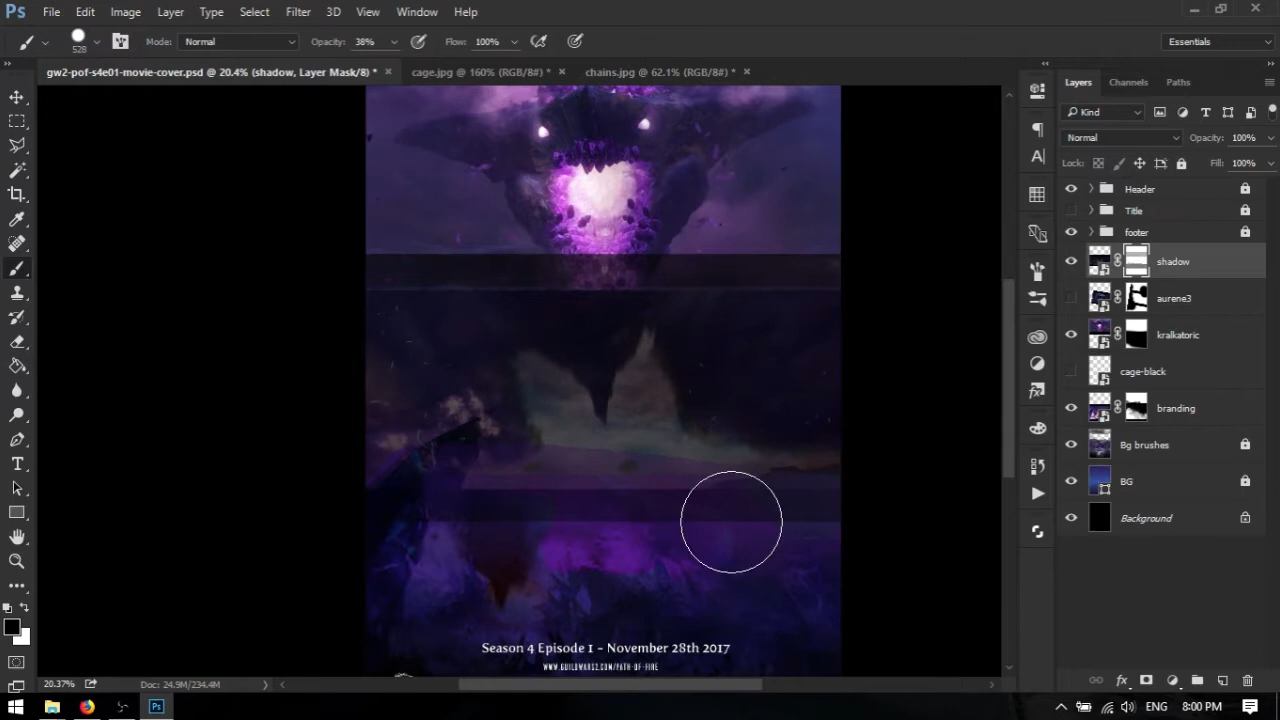 Ps File Edit Image Layer Type Select Filter 3D View Window Help
528 Mode: Normal Opacity: 38% Flow: 100% Essentials
gw2-pof-s4e01-movie-cover.psd @ 20.4% (shadow, Layer Mask/8) * × cage.jpg @ 160% (RGB/8#) * × chains.jpg @ 62.1% (RGB/8#) * ×
Layers Channels Paths
Kind
Normal Opacity: 100%
Lock: Fill: 100%
Header
Title
footer
shadow
aurene3
kralkatoric
cage-black
branding
Bg brushes
BG
Background
Season 4 Episode 1 - November 28th 2017
WWW.GUILDWARS2.COM/PATH-OF-FIRE
20.37% Doc: 24.9M/234.4M
Ps ENG 8:00 PM